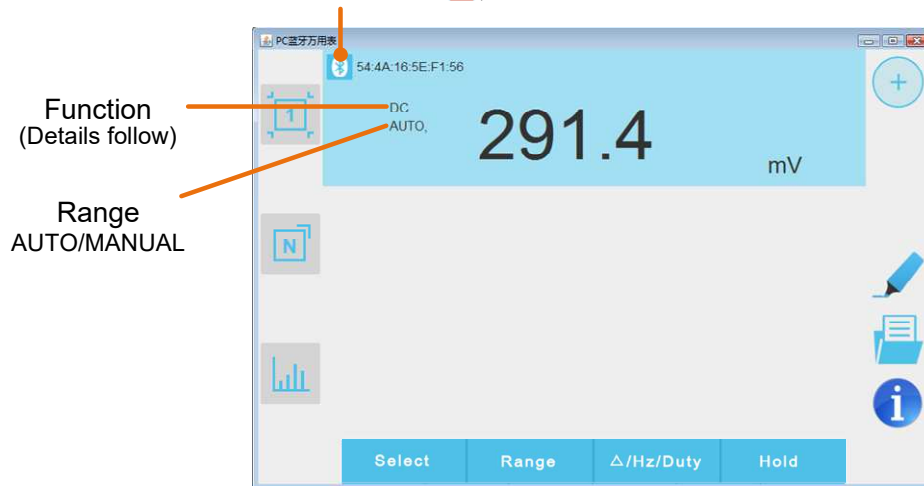 PC蓝牙万用表
54:4A:16:5E:F1:56
Function
(Details follow)
DC
AUTO,
291.4
mV
1
Range
AUTO/MANUAL
N
Select
Range
△/Hz/Duty
Hold